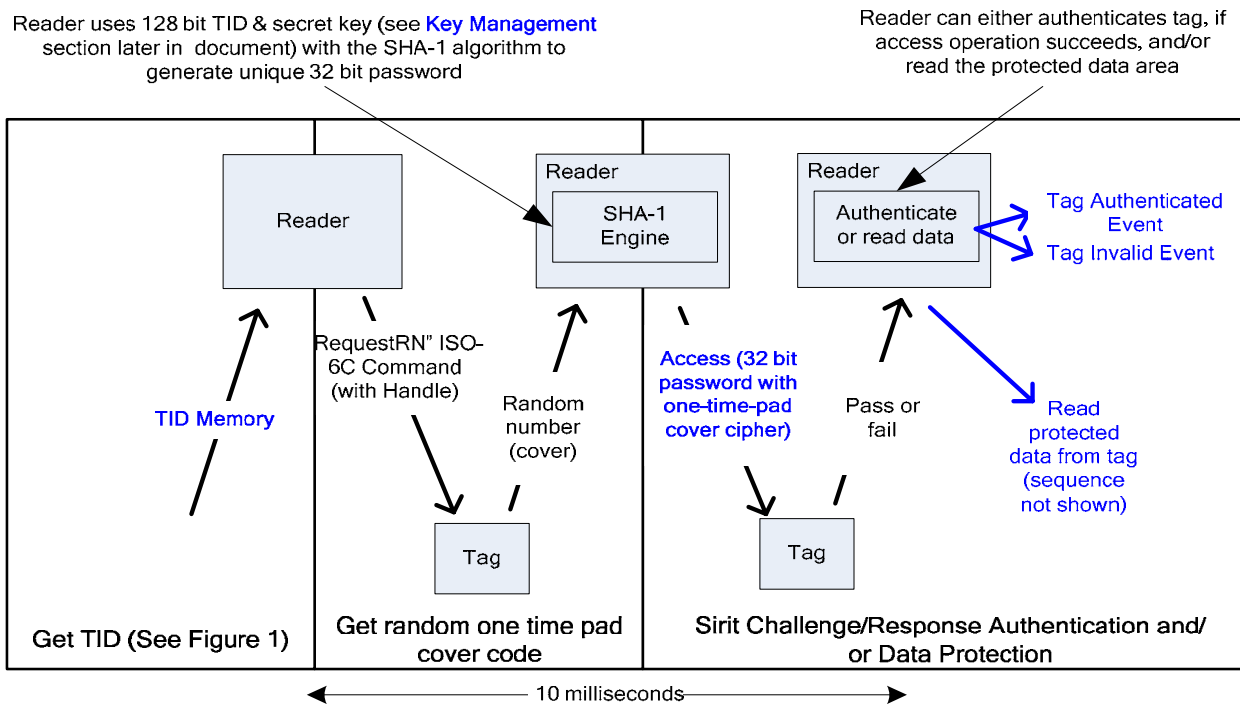 Reader uses 128 bit TID & secret key (see Key Management
section later in  document) with the SHA-1 algorithm to
generate unique 32 bit password
Reader can either authenticates tag, if
access operation succeeds, and/or
read the protected data area
Reader
Reader
SHA-1
Engine
Reader
Authenticate
or read data
Tag Authenticated
Event
Tag Invalid Event
TID Memory
RequestRN” ISO-
6C Command
(with Handle)
Random
number
(cover)
Access (32 bit
password with
one-time-pad
cover cipher)
Pass or
fail
Read
protected
data from tag
(sequence
not shown)
Tag
Tag
Get TID (See Figure 1)
Get random one time pad
cover code
Sirit Challenge/Response Authentication and/
or Data Protection
10 milliseconds